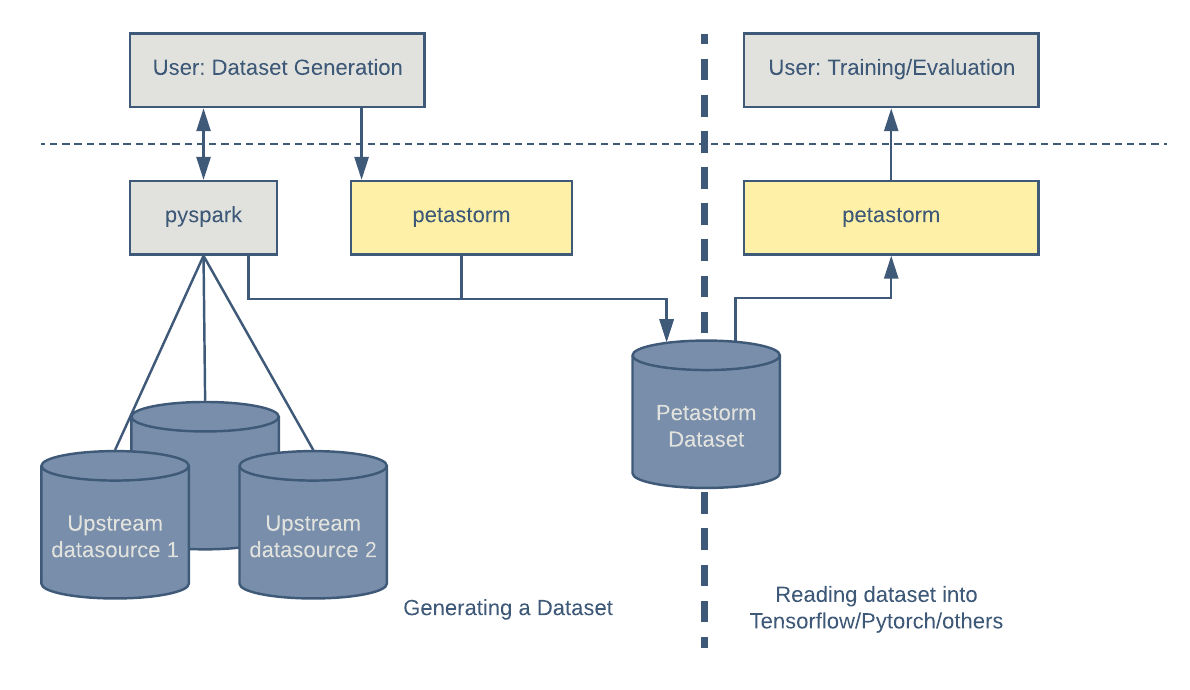 User: Dataset Generation
User: Training/Evaluation
pyspark
petastorm
petastorm
Petastorm
Dataset
Upstream
datasource 1
Upstream
datasource 2
Generating a Dataset
Reading dataset into
Tensorflow/Pytorch/others